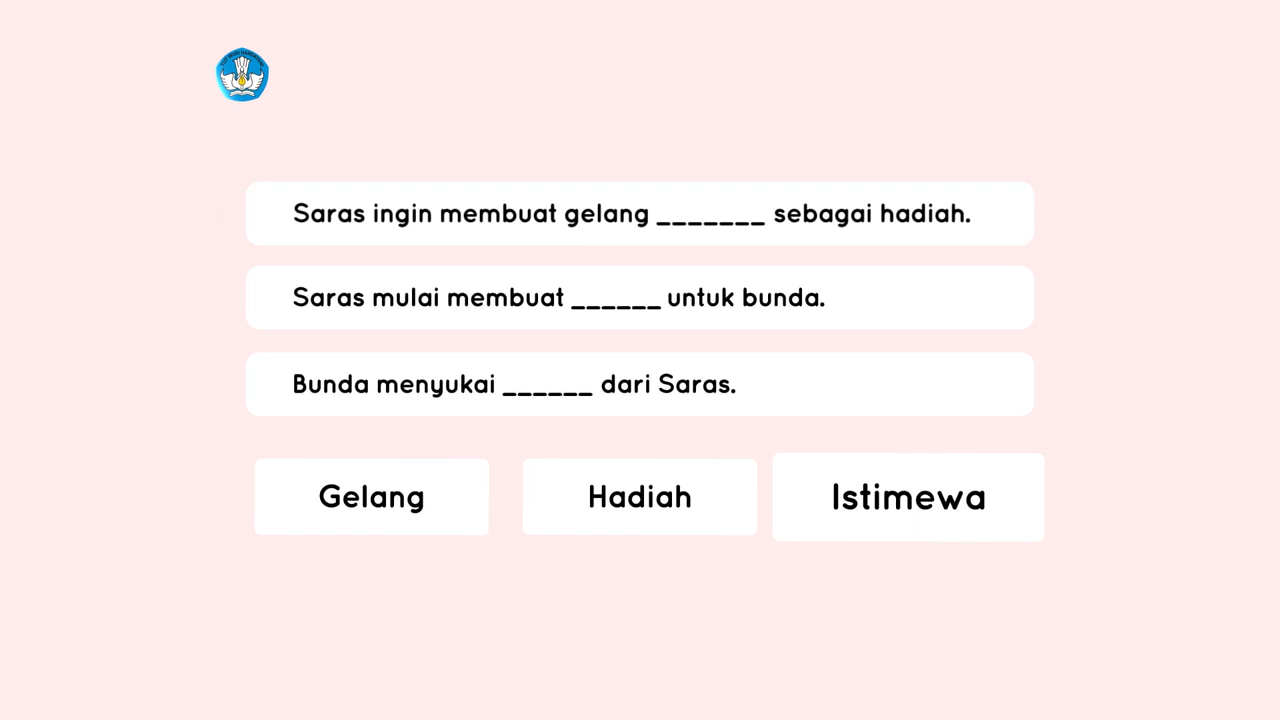 Saras ingin membuat gelang _______ sebagai hadiah.
Saras mulai membuat ______ untuk bunda.
Bunda menyukai ______ dari Saras.
Gelang
Hadiah
Istimewa